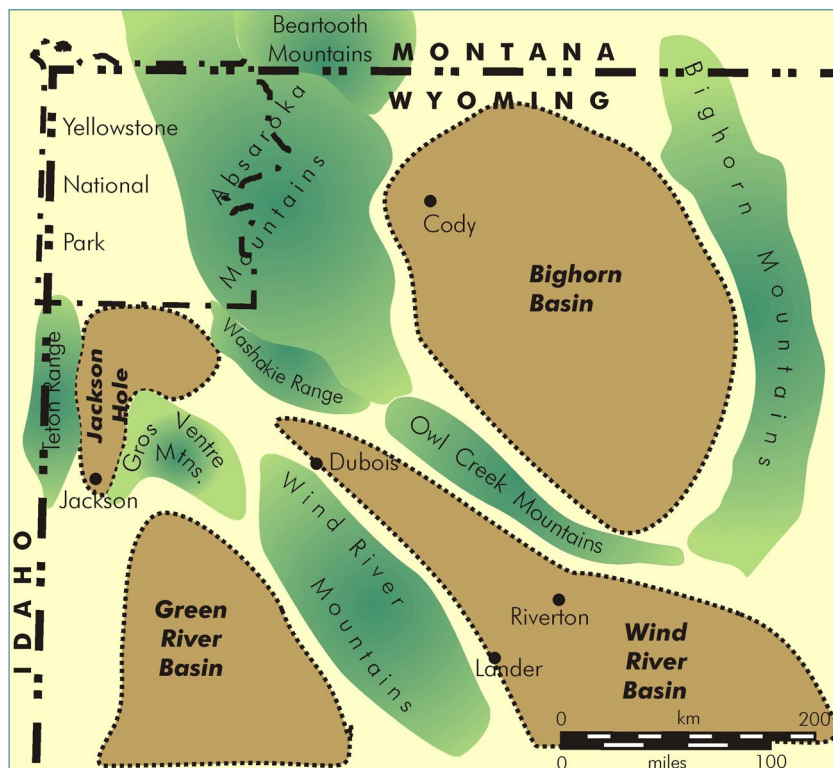 Beartooth
Mountains
MONTANA
WYOMING
Yellowstone
National
Park
Absaroka
Mountains
Bighorn Mountains
Cody
Bighorn
Basin
Teton Range
Jackson
Hole
Washakie Range
Gros Ventre
Mtns.
Jackson
Owl Creek Mountains
Dubois
Wind River
Mountains
IDAHO
Green
River
Basin
Riverton
Lander
Wind
River
Basin
0 km 200
0 miles 100